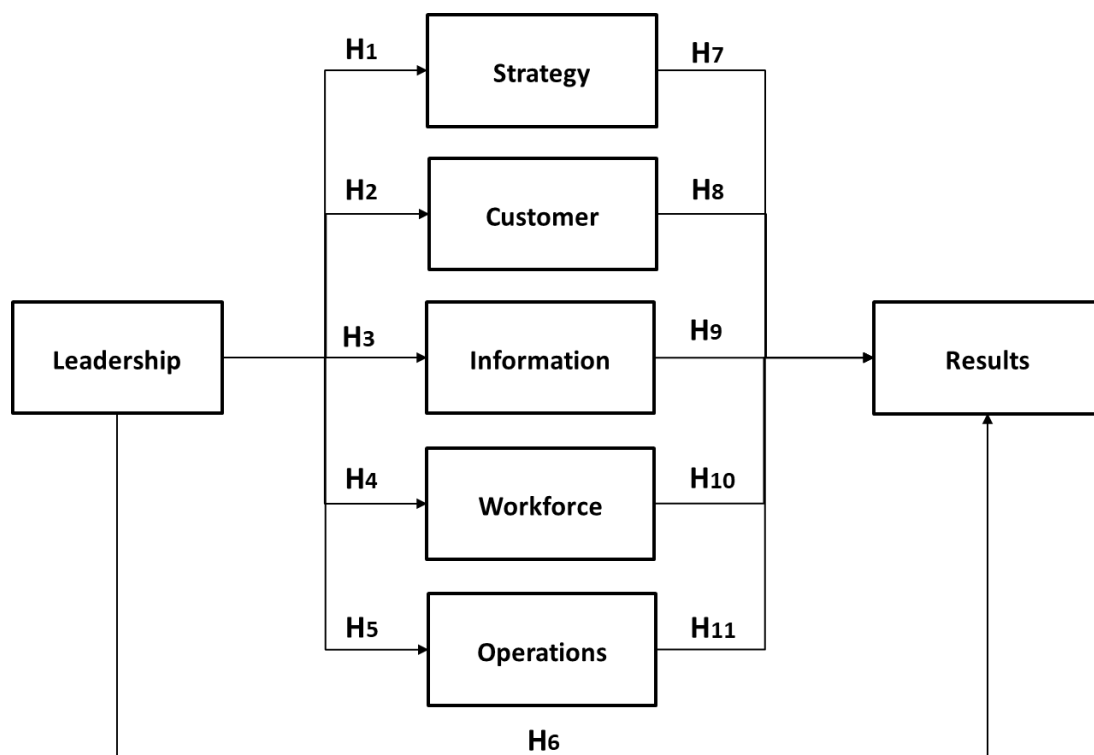 H1
Strategy
H7
H2
Customer
H8
Leadership
H3
Information
H9
Results
H4
Workforce
H10
H5
Operations
H11
H6